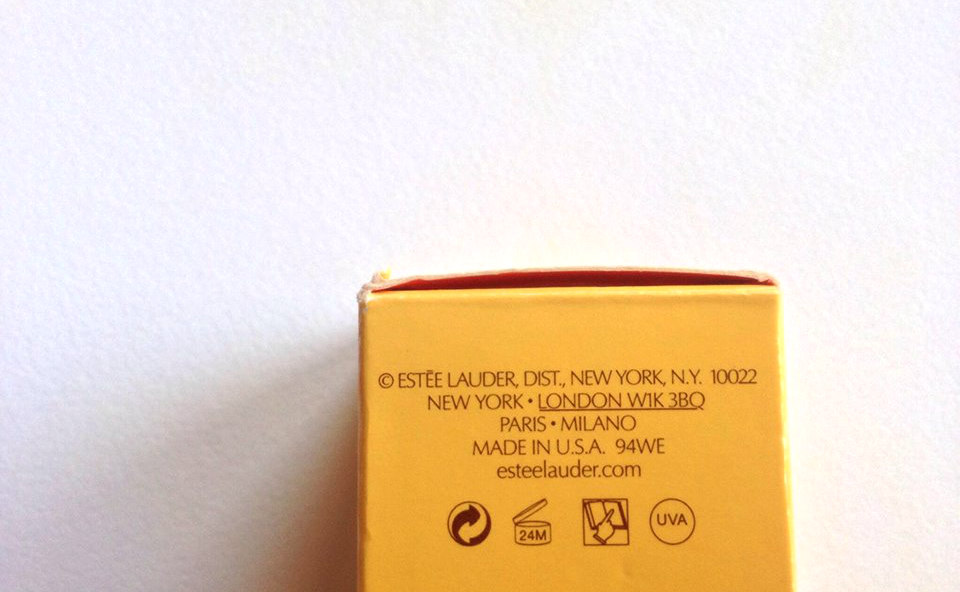 © ESTĒE LAUDER, DIST., NEW YORK, N.Y. 10022
NEW YORK • LONDON W1K 3BQ
PARIS • MILANO
MADE IN U.S.A. 94WE
esteelauder.com
24M UVA